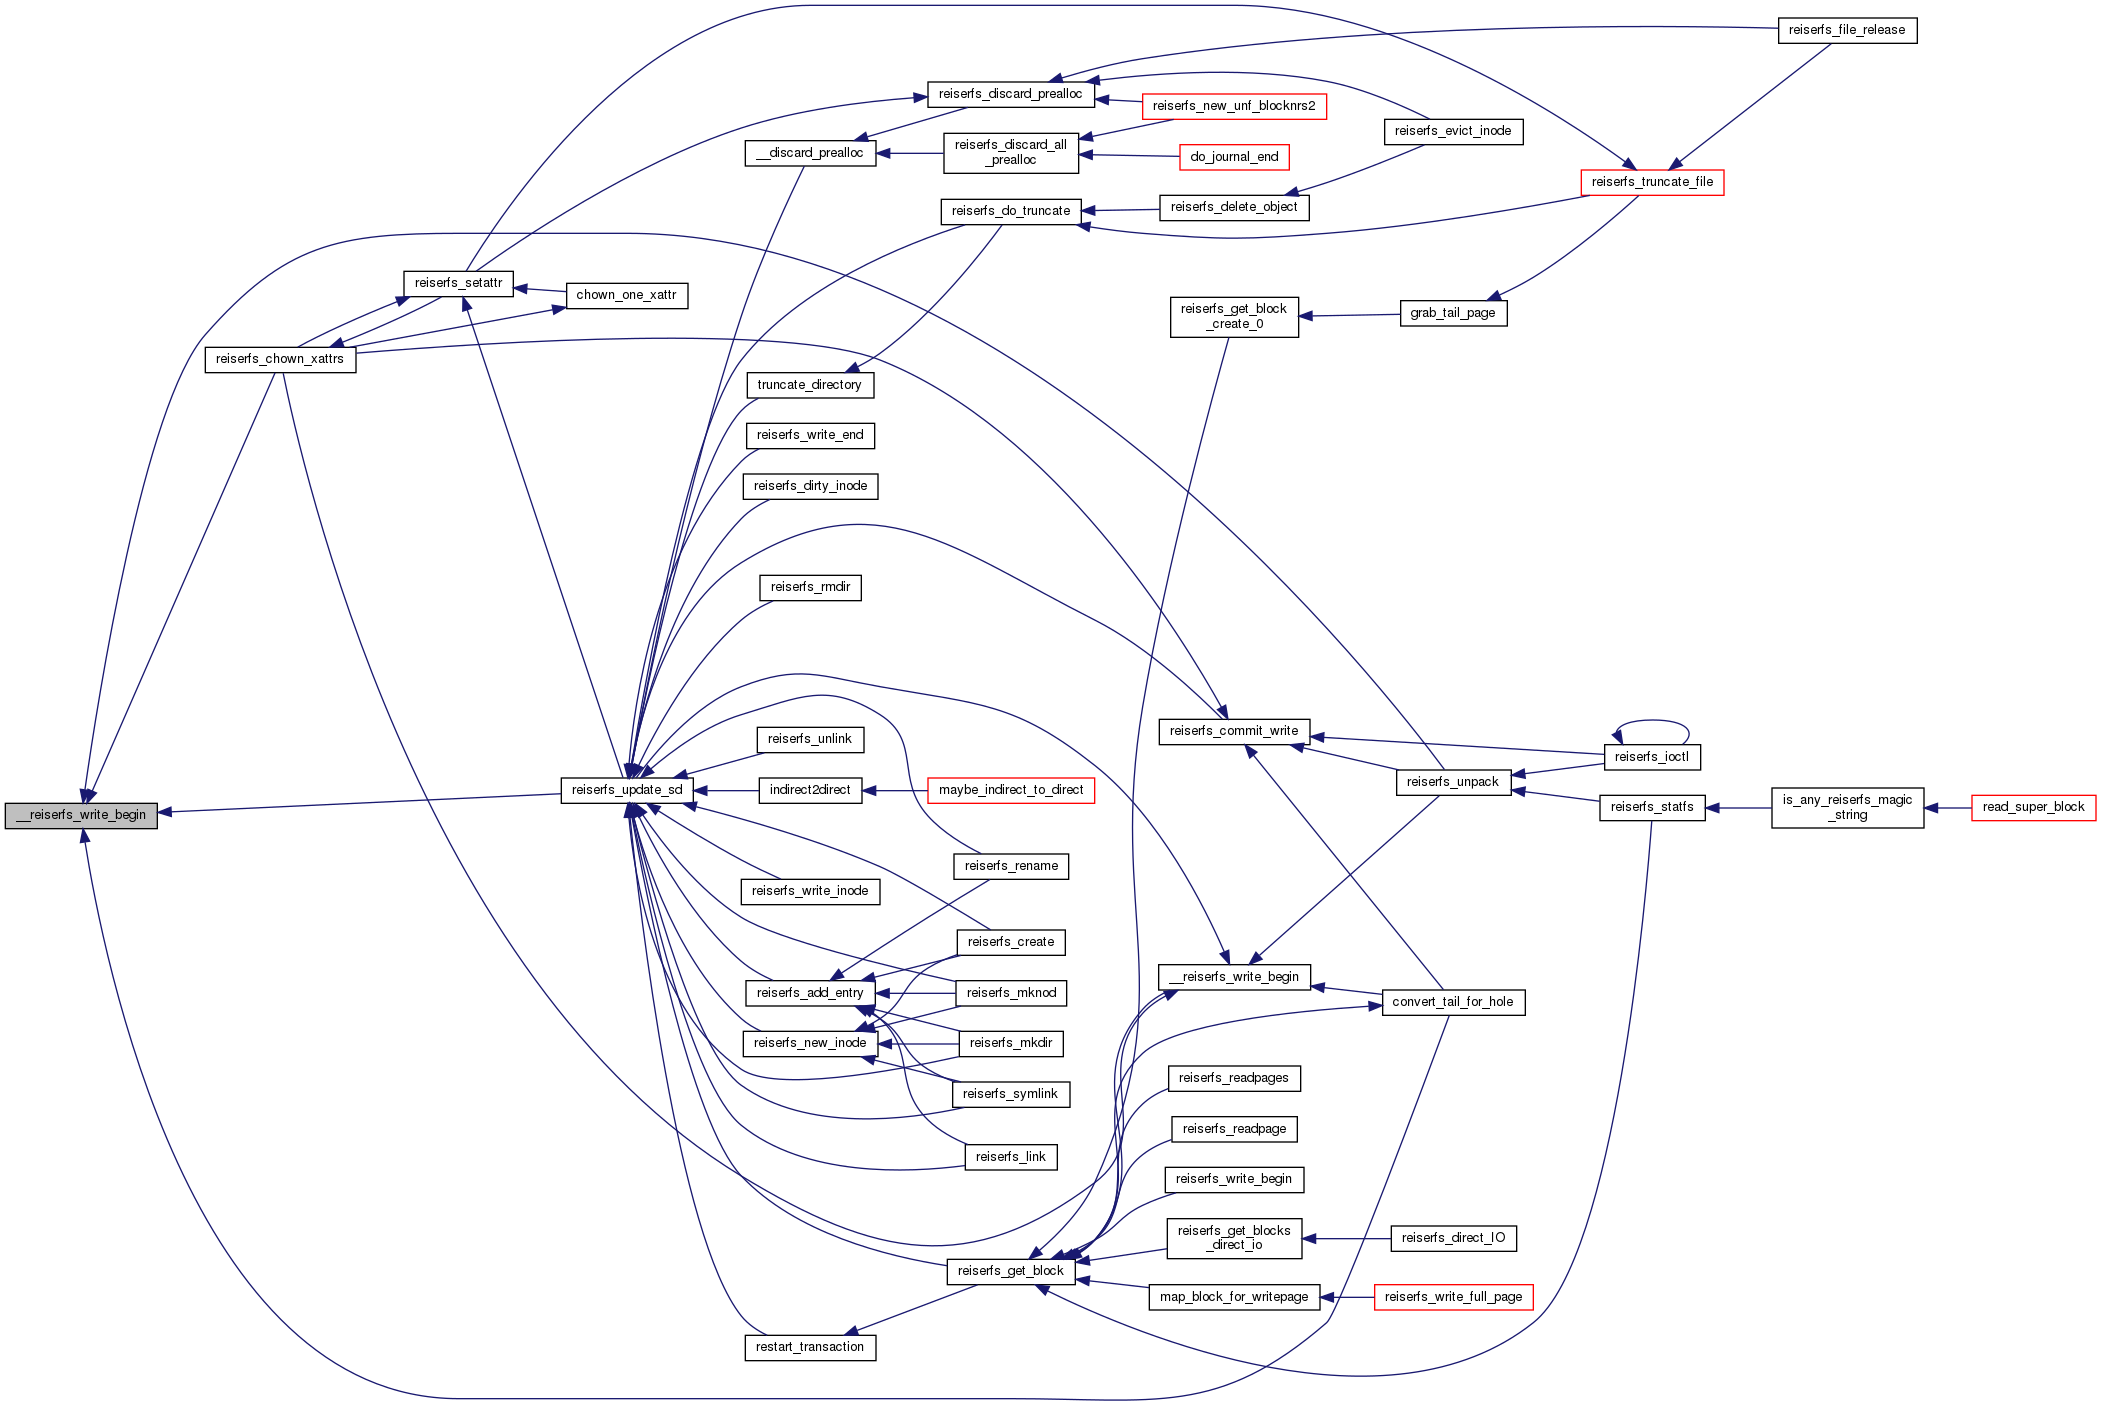 reiserfs_file_release
reiserfs_discard_prealloc
reiserfs_new_unf_blocknrs2
reiserfs_evict_inode
__discard_prealloc
reiserfs_discard_all
_prealloc
do_journal_end
reiserfs_truncate_file
reiserfs_do_truncate
reiserfs_delete_object
reiserfs_setattr
chown_one_xattr
reiserfs_get_block
_create_0
grab_tail_page
reiserfs_chown_xattrs
truncate_directory
reiserfs_write_end
reiserfs_dirty_inode
reiserfs_rmdir
reiserfs_commit_write
reiserfs_unlink
reiserfs_ioctl
reiserfs_update_sd
indirect2direct
maybe_indirect_to_direct
reiserfs_unpack
__reiserfs_write_begin
reiserfs_statfs
is_any_reiserfs_magic
_string
read_super_block
reiserfs_rename
reiserfs_write_inode
reiserfs_create
__reiserfs_write_begin
reiserfs_add_entry
reiserfs_mknod
convert_tail_for_hole
reiserfs_new_inode
reiserfs_mkdir
reiserfs_readpages
reiserfs_symlink
reiserfs_readpage
reiserfs_link
reiserfs_write_begin
reiserfs_get_blocks
_direct_io
reiserfs_direct_IO
reiserfs_get_block
map_block_for_writepage
reiserfs_write_full_page
restart_transaction